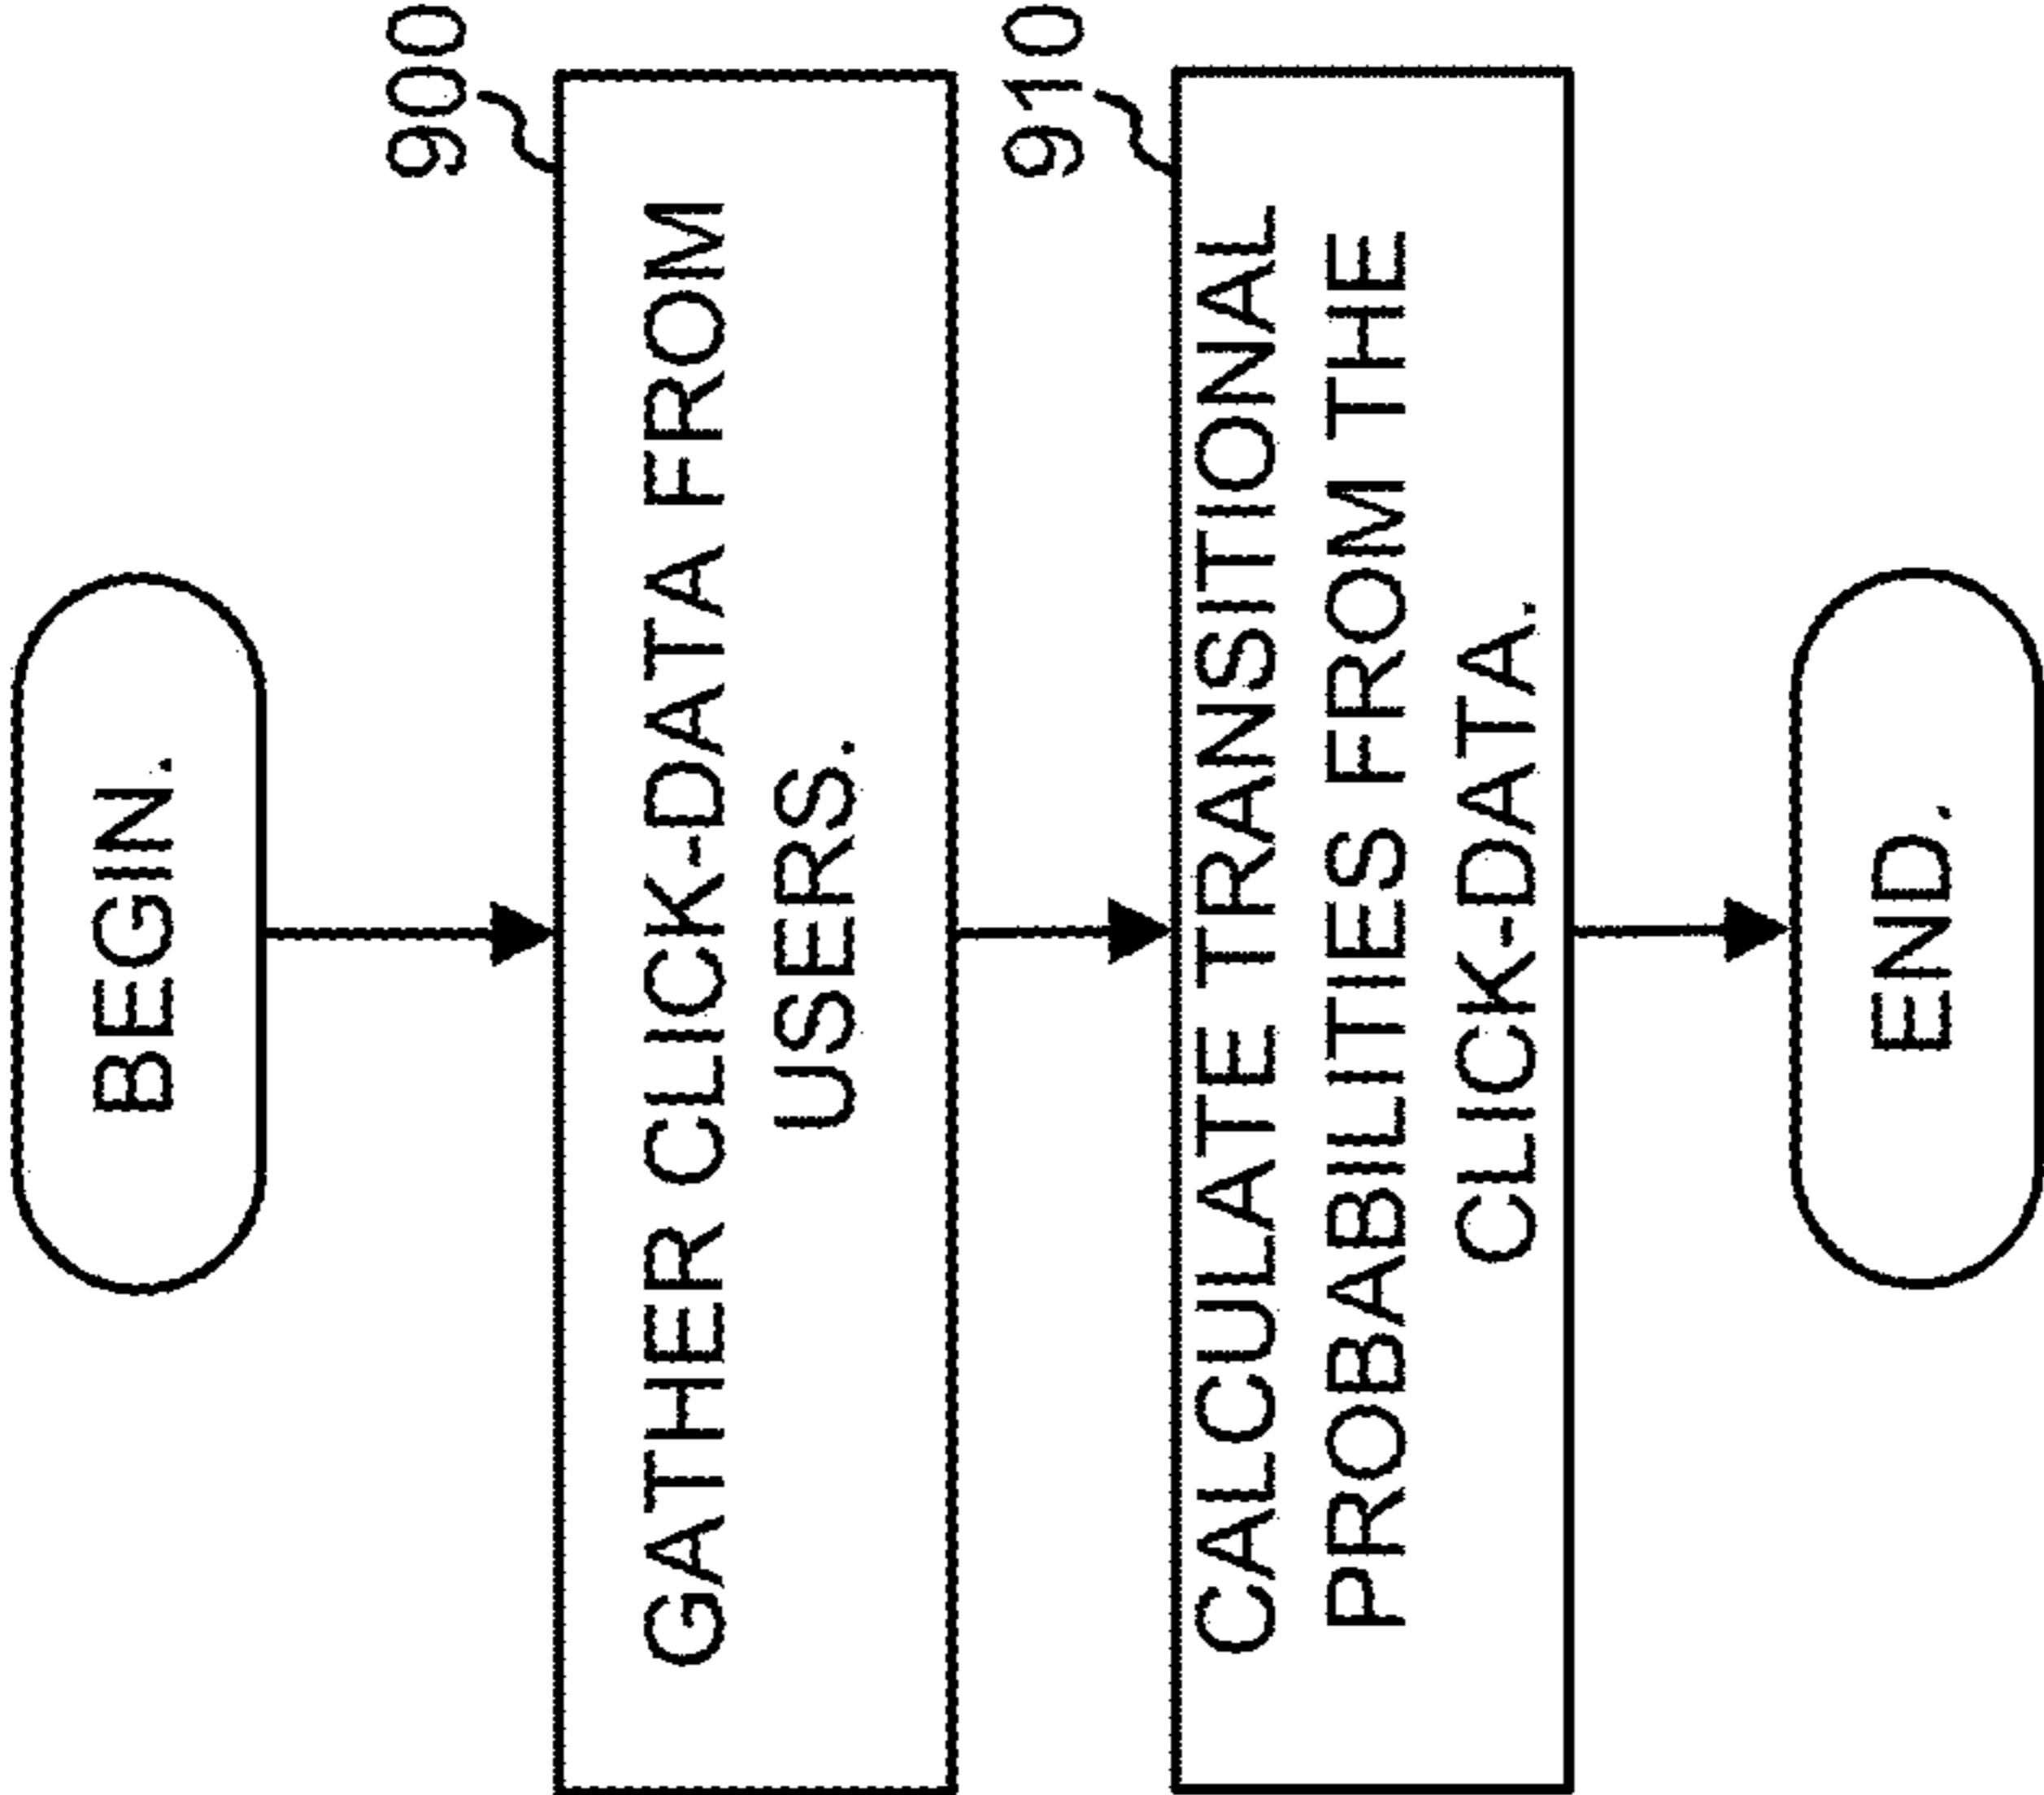 BEGIN.
900
GATHER CLICK-DATA FROM
USERS.
910
CALCULATE TRANSITIONAL
PROBABILITIES FROM THE
CLICK-DATA.
END.